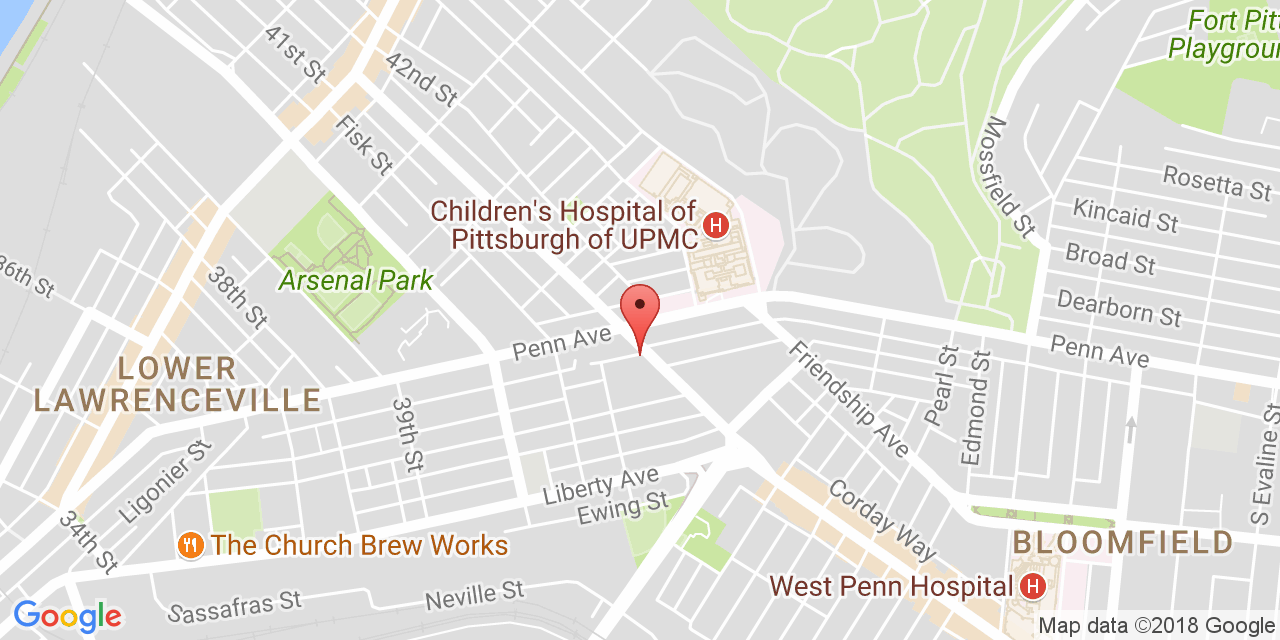 Fort Pitt
Playground
41st St
42nd St
Fisk St
Mossfield St
Rosetta St
Kincaid St
Children's Hospital of
Pittsburgh of UPMC
H
Broad St
36th St
Arsenal Park
38th St
Dearborn St
Penn Ave
Penn Ave
LOWER
LAWRENCEVILLE
Friendship Ave
Pearl St
Edmond St
39th St
S Evaline St
Ligonier St
Liberty Ave
Ewing St
Corday Way
34th St
The Church Brew Works
BLOOMFIELD
West Penn Hospital
H
Sassafras St
Neville St
Google
Map data ©2018 Google